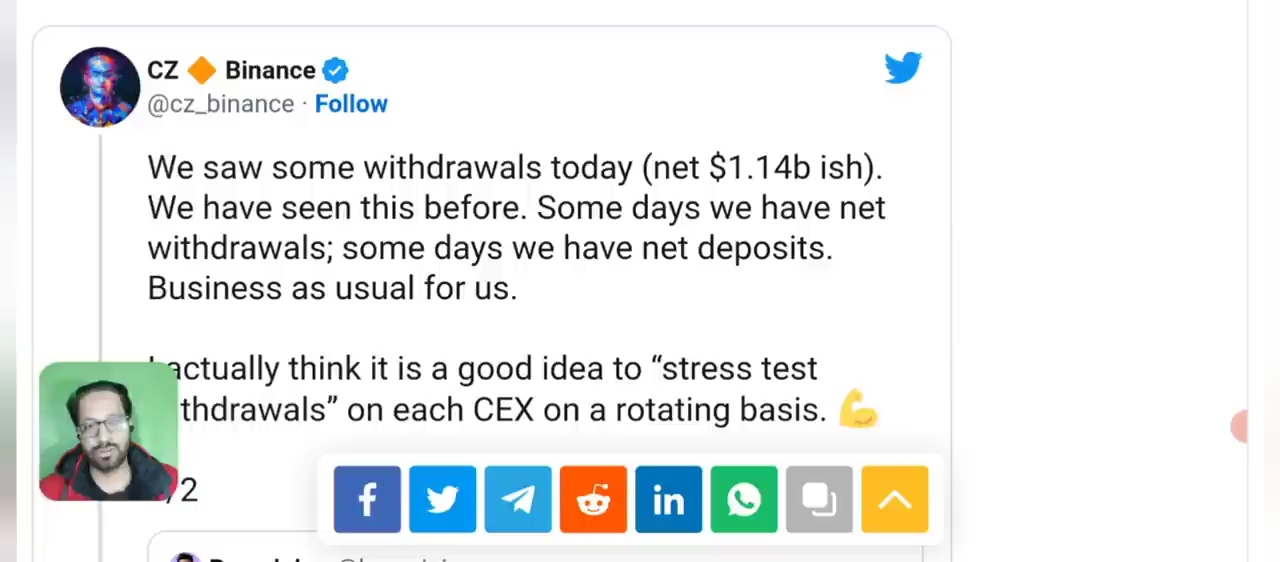 CZ 🔶 Binance
@cz_binance · Follow
We saw some withdrawals today (net $1.14b ish).
We have seen this before. Some days we have net
withdrawals; some days we have net deposits.
Business as usual for us.
actually think it is a good idea to “stress test
thdrawals” on each CEX on a rotating basis. 💪
2